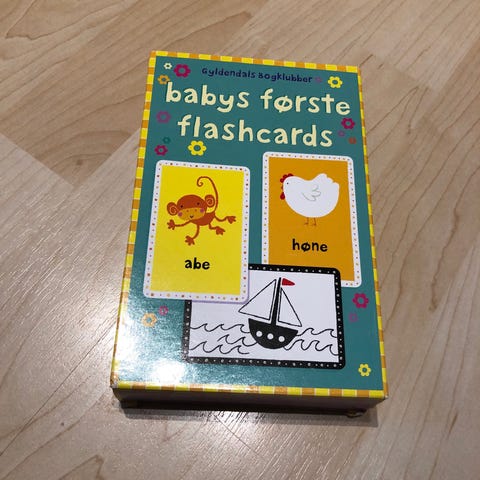 Gyldendals Bogklubber
babys første
flashcards
abe
høne